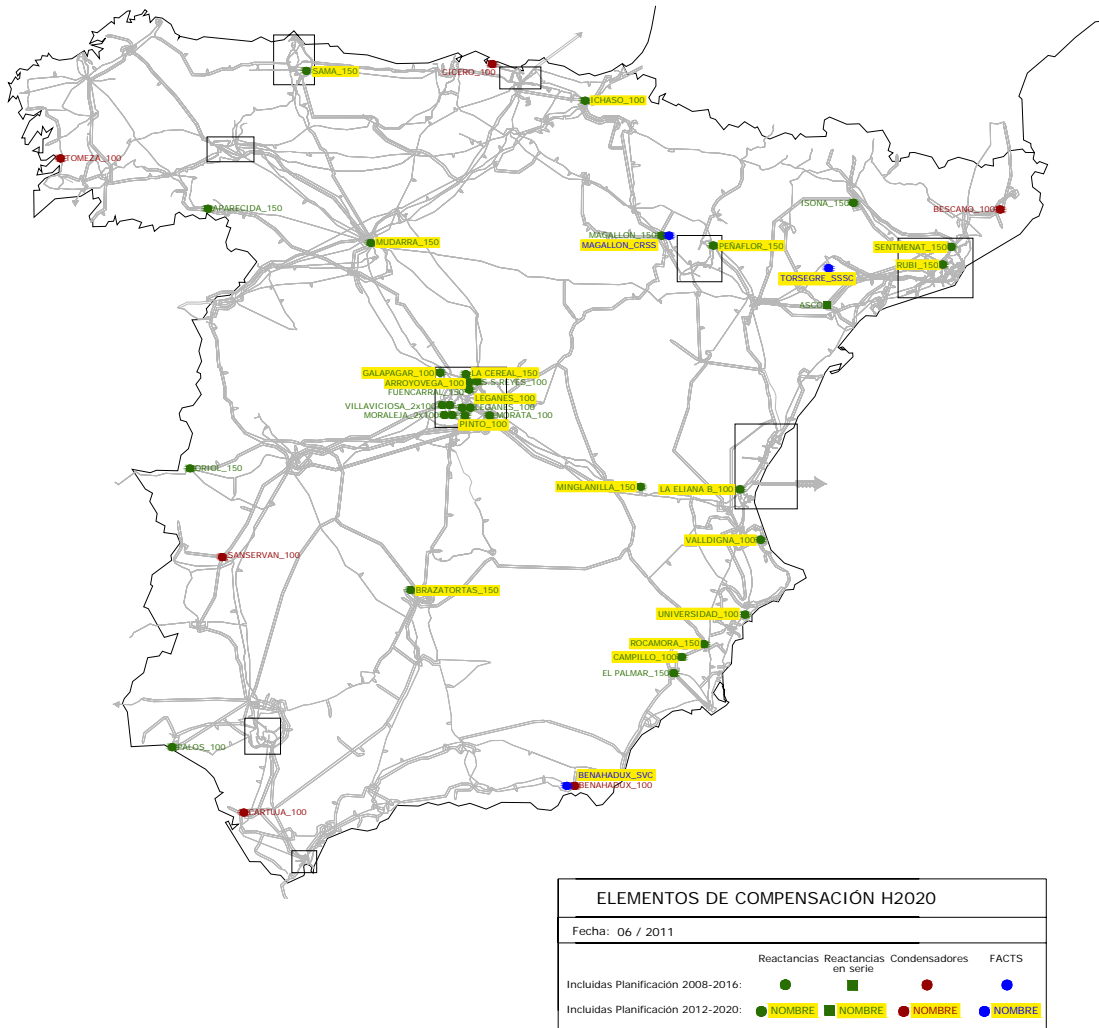 CICERO_100
SAMA_150
ICHASO_100
TOMEZA_100
APARECIDA_150
ISONA_150
BESCANO_100
MUDARRA_150
MAGALLON_150
MAGALLON_CRSS
PEÑAFLOR_150
SENTMENAT_150
RUBI_150
TORSEGRE_SSSC
ASCO
GALAPAGAR_100
LA CEREAL_150
ARROYOVEGA_100
S.S.REYES_100
FUENCARRAL_150
LEGANES_100
VILLAVICIOSA_2x100
LEGANES_100
MORALEJA_2x100
MORATA_100
PINTO_100
ORIOL_150
MINGLANILLA_150
LA ELIANA B_100
VALLDIGNA_100
SANSERVAN_100
BRAZATORTAS_150
UNIVERSIDAD_100
ROCAMORA_150
CAMPILLO_100
EL PALMAR_150
PALOS_100
BENAHADUX_SVC
BENAHADUX_100
CARTUJA_100
ELEMENTOS DE COMPENSACIÓN H2020
Fecha: 06 / 2011
Reactancias Reactancias en serie Condensadores FACTS
Incluidas Planificación 2008-2016:
Incluidas Planificación 2012-2020: NOMBRE NOMBRE NOMBRE NOMBRE